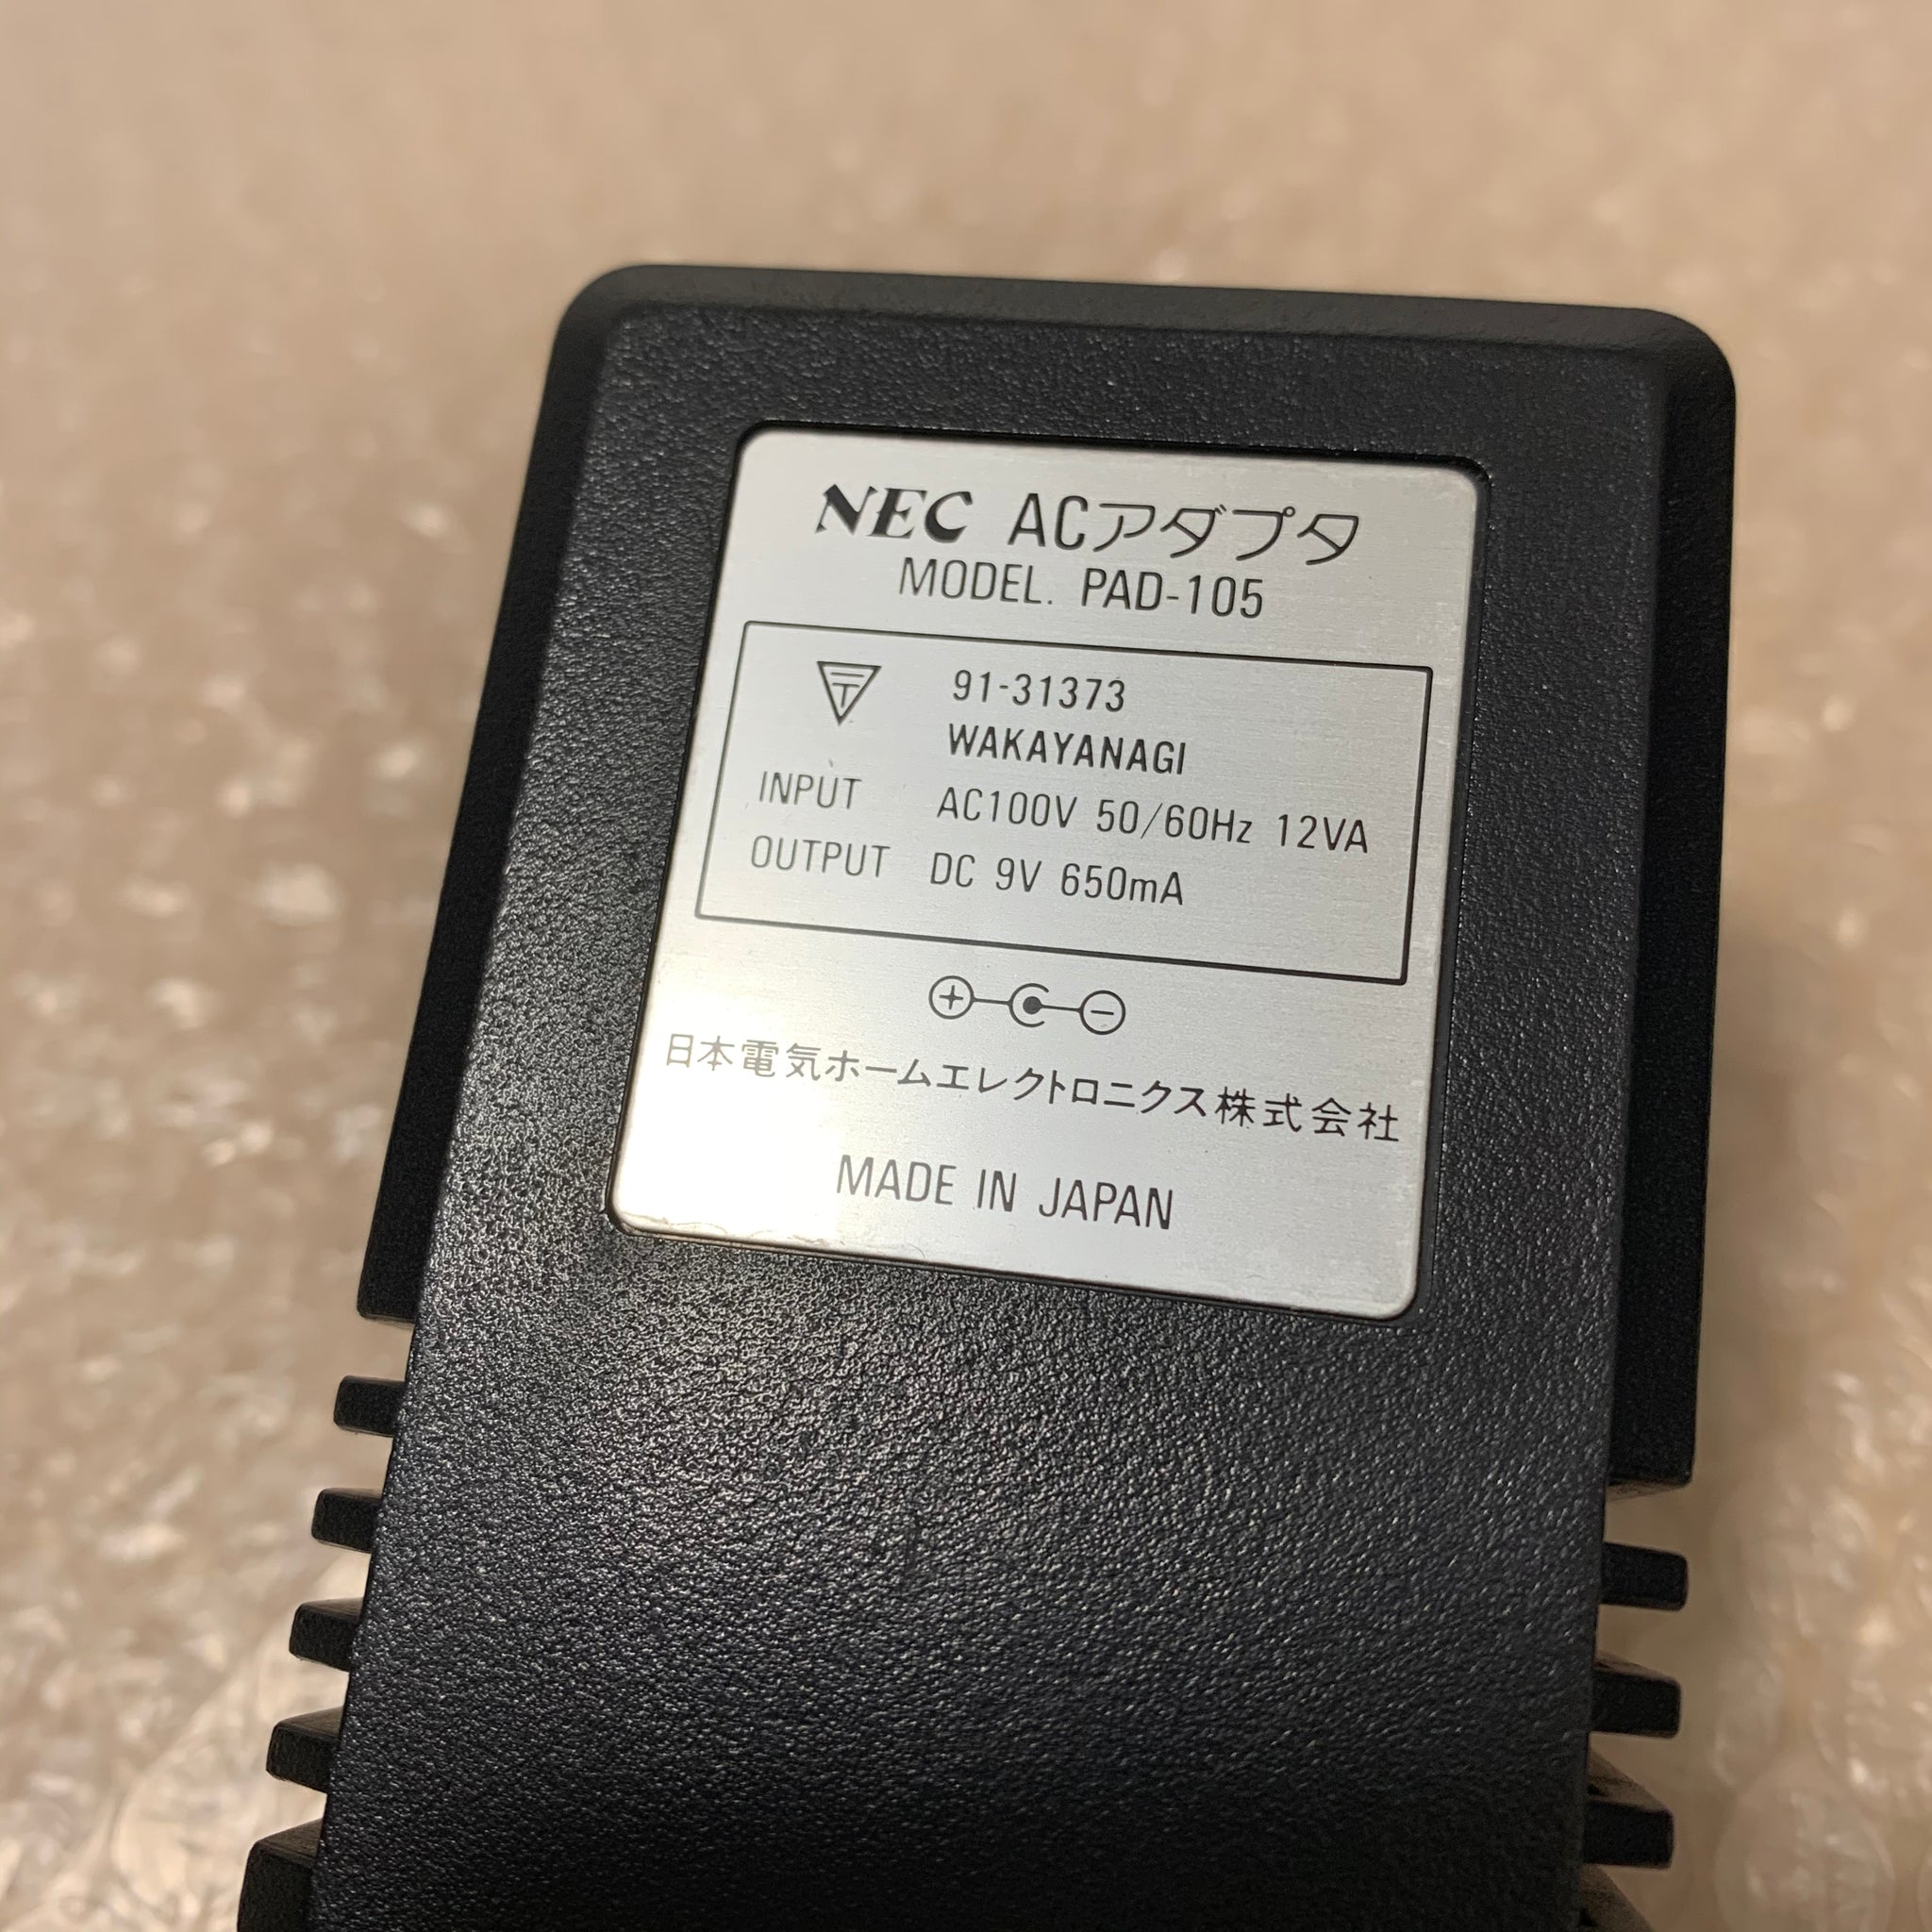 NEC ACアダプタ
MODEL. PAD-105
T 91-31373
WAKAYANAGI
INPUT AC100V 50/60Hz 12VA
OUTPUT DC 9V 650mA
日本電気ホームエレクトロニクス株式会社
MADE IN JAPAN